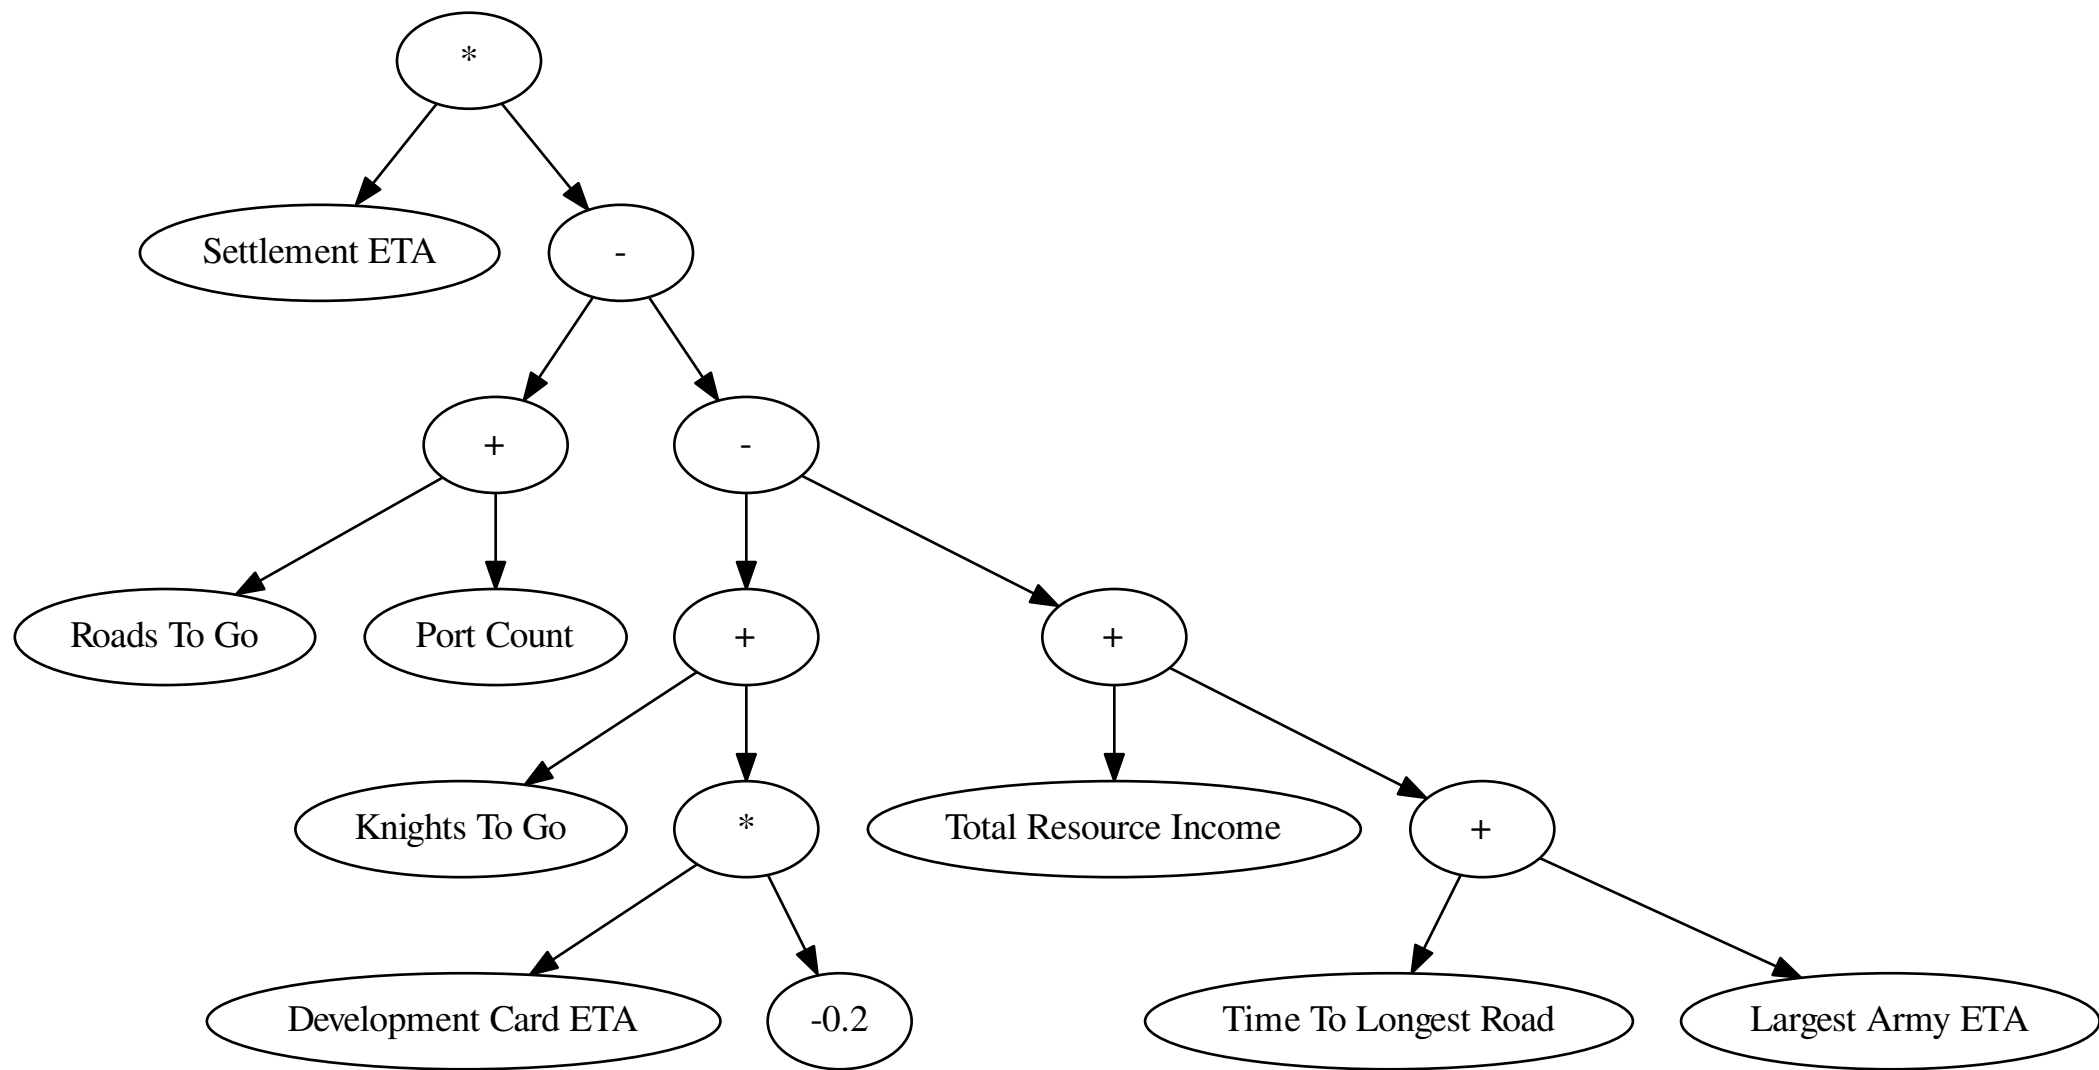 *
Settlement ETA
-
+
-
Roads To Go
Port Count
+
+
Knights To Go
*
Total Resource Income
+
Development Card ETA
-0.2
Time To Longest Road
Largest Army ETA